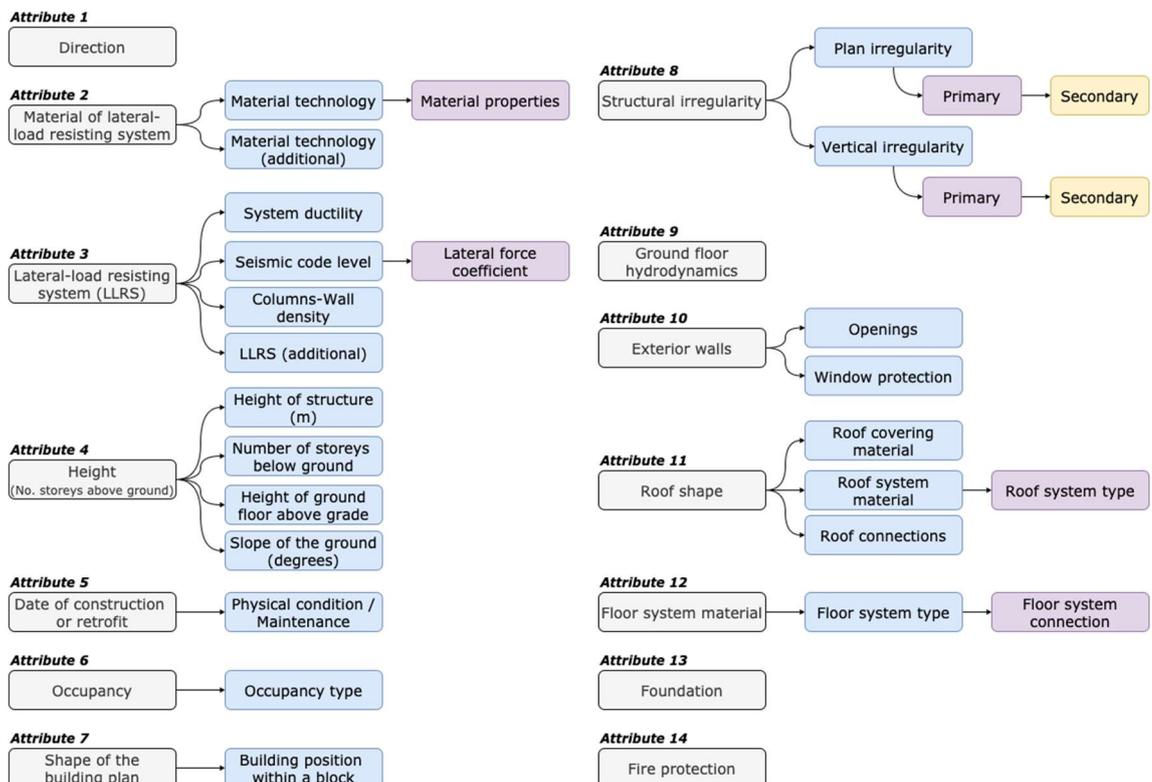 Attribute 1
Direction
Attribute 2
Material of lateral-
load resisting system
Material technology
Material properties
Material technology
(additional)
Attribute 3
Lateral-load resisting
system (LLRS)
System ductility
Seismic code level
Lateral force
coefficient
Columns-Wall
density
LLRS (additional)
Attribute 4
Height
(No. storeys above ground)
Height of structure
(m)
Number of storeys
below ground
Height of ground
floor above grade
Slope of the ground
(degrees)
Attribute 5
Date of construction
or retrofit
Physical condition /
Maintenance
Attribute 6
Occupancy
Occupancy type
Attribute 7
Shape of the
building plan
Building position
within a block
Attribute 8
Structural irregularity
Plan irregularity
Primary
Secondary
Vertical irregularity
Primary
Secondary
Attribute 9
Ground floor
hydrodynamics
Attribute 10
Exterior walls
Openings
Window protection
Attribute 11
Roof shape
Roof covering
material
Roof system
material
Roof system type
Roof connections
Attribute 12
Floor system material
Floor system type
Floor system
connection
Attribute 13
Foundation
Attribute 14
Fire protection